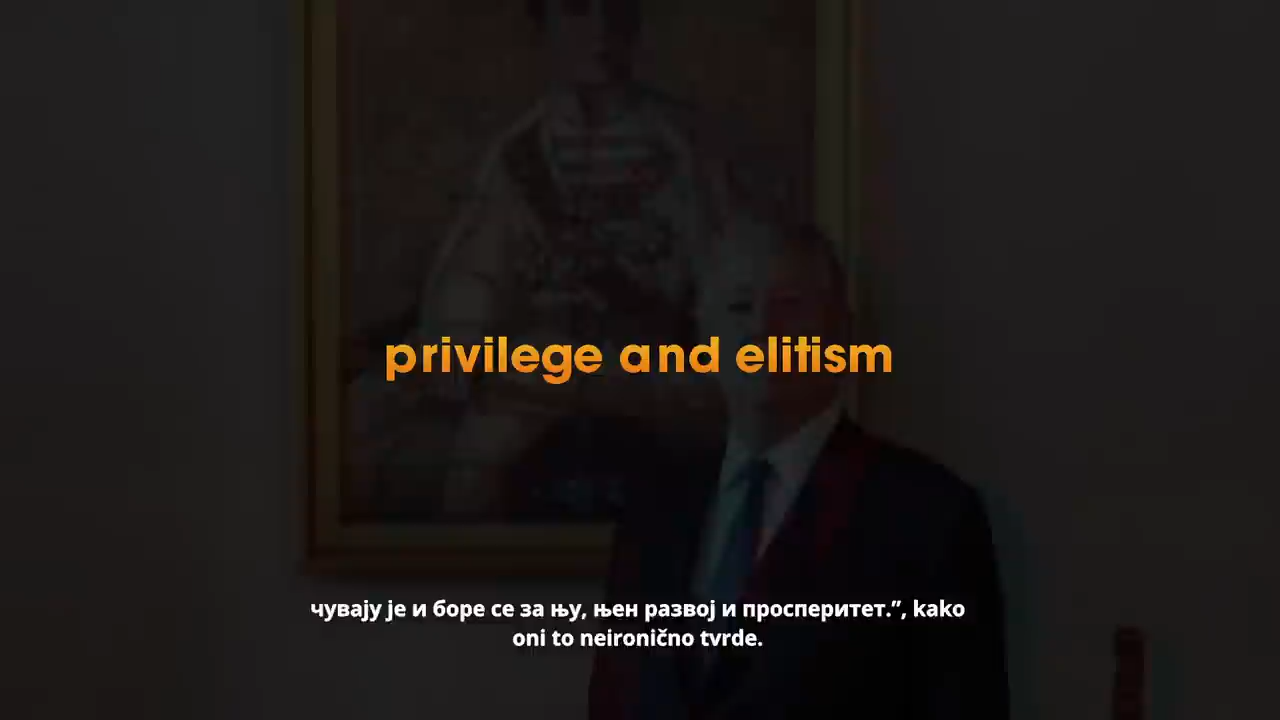 privilege and elitism
чувају је и боре се за њу, њен развој и просперитет.”, kako
oni to neironično tvrde.